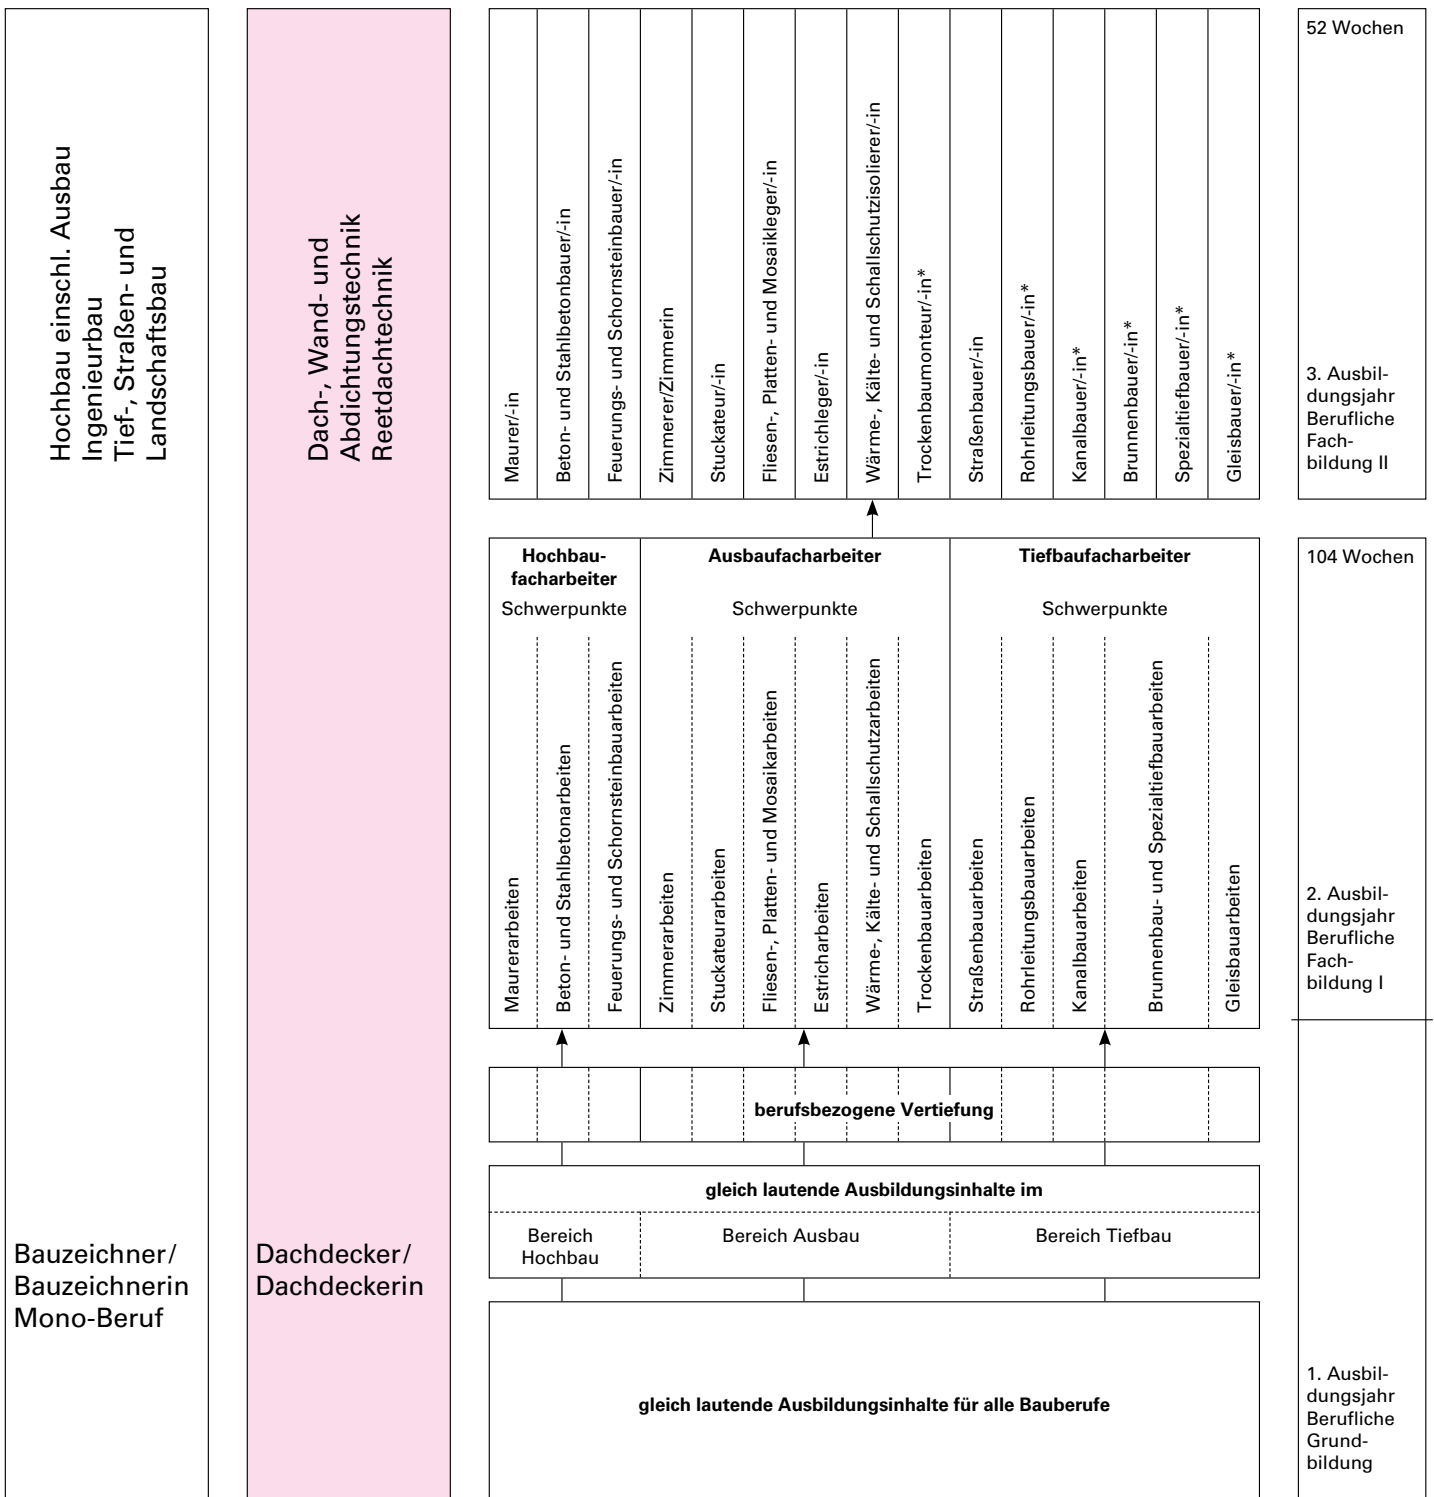 Hochbau einschl. Ausbau
Ingenieurbau
Tief-, Straßen- und
Landschaftsbau
Bauzeichner/
Bauzeichnerin
Mono-Beruf
Dach-, Wand- und
Abdichtungstechnik
Reetdachtechnik
Dachdecker/
Dachdeckerin
Maurer/-in
Beton- und Stahlbetonbauer/-in
Feuerungs- und Schornsteinbauer/-in
Zimmerer/Zimmerin
Stuckateur/-in
Fliesen-, Platten- und Mosaikleger/-in
Estrichleger/-in
Wärme-, Kälte- und Schallschutzisolierer/-in
Trockenbaumonteur/-in*
Straßenbauer/-in
Rohrleitungsbauer/-in*
Kanalbauer/-in*
Brunnenbauer/-in*
Spezialtiefbauer/-in*
Gleisbauer/-in*
52 Wochen
3. Ausbil-
dungsjahr
Berufliche
Fach-
bildung II
Hochbau-
facharbeiter
Schwerpunkte
Ausbaufacharbeiter
Schwerpunkte
Tiefbaufacharbeiter
Schwerpunkte
Maurerarbeiten
Beton- und Stahlbetonarbeiten
Feuerungs- und Schornsteinbauarbeiten
Zimmerarbeiten
Stuckateurarbeiten
Fliesen-, Platten- und Mosaikarbeiten
Estricharbeiten
Wärme-, Kälte- und Schallschutzarbeiten
Trockenbauarbeiten
Straßenbauarbeiten
Rohrleitungsbauarbeiten
Kanalbauarbeiten
Brunnenbau- und Spezialtiefbauarbeiten
Gleisbauarbeiten
104 Wochen
2. Ausbil-
dungsjahr
Berufliche
Fach-
bildung I
berufsbezogene Vertiefung
gleich lautende Ausbildungsinhalte im
Bereich
Hochbau
Bereich Ausbau
Bereich Tiefbau
gleich lautende Ausbildungsinhalte für alle Bauberufe
1. Ausbil-
dungsjahr
Berufliche
Grund-
bildung